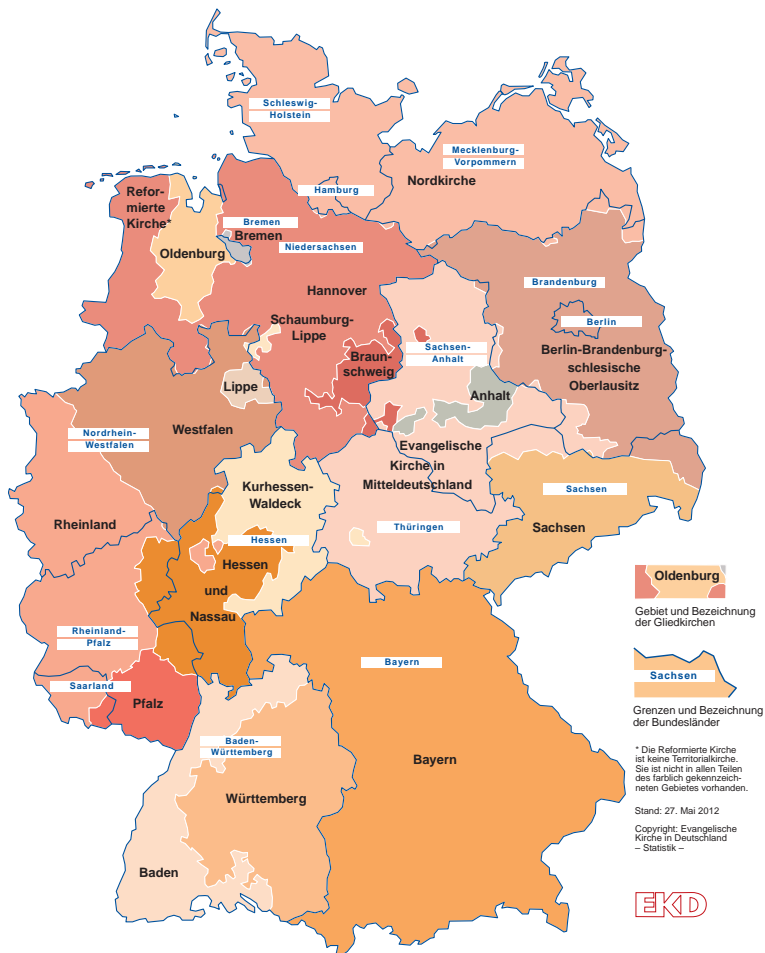 Schleswig-
Holstein
Mecklenburg-
Vorpommern
Nordkirche
Hamburg
Refor-
mierte
Kirche*
Bremen
Bremen
Niedersachsen
Oldenburg
Hannover
Brandenburg
Berlin
Schaumburg-
Lippe
Braun-
schweig
Sachsen-
Anhalt
Berlin-Brandenburg-
schlesische
Oberlausitz
Lippe
Anhalt
Westfalen
Nordrhein-
Westfalen
Evangelische
Kirche in
Mitteldeutschland
Kurhessen-
Waldeck
Sachsen
Rheinland
Thüringen
Sachsen
Hessen
Hessen
und
Nassau
Rheinland-
Pfalz
Saarland
Pfalz
Bayern
Baden-
Württemberg
Bayern
Württemberg
Baden
Oldenburg
Gebiet und Bezeichnung
der Gliedkirchen
Sachsen
Grenzen und Bezeichnung
der Bundesländer
* Die Reformierte Kirche
ist keine Territorialkirche.
Sie ist nicht in allen Teilen
des farblich gekennzeich-
neten Gebietes vorhanden.
Stand: 27. Mai 2012
Copyright: Evangelische
Kirche in Deutschland
– Statistik –
EKD